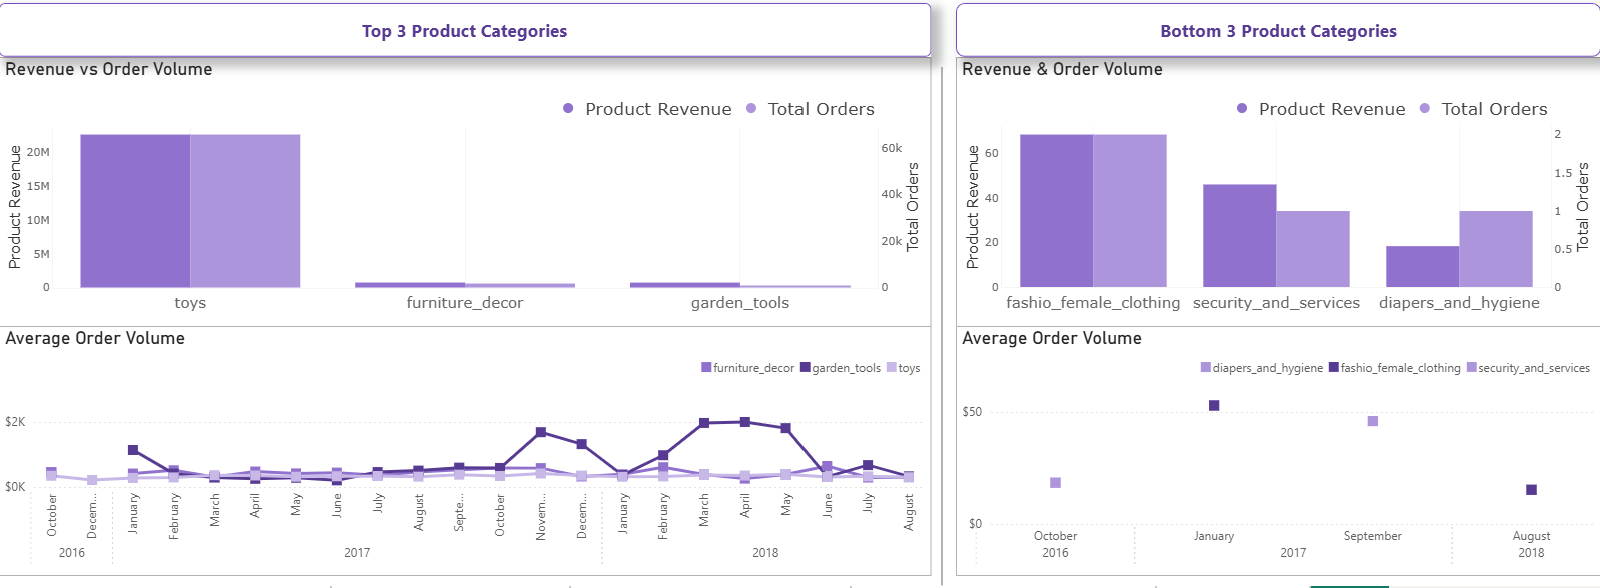 Top 3 Product Categories
Revenue vs Order Volume
Product Revenue Total Orders
Product Revenue
20M
15M
10M
5M
0
60k
40k
20k
0
Total Orders
toys furniture_decor garden_tools
Average Order Volume
furniture_decor garden_tools toys
$2K
$0K
October Decem... January February March April May June July August Septe... October Novem... Decem... January February March April May June July August
2016 2017 2018
Bottom 3 Product Categories
Revenue & Order Volume
Product Revenue Total Orders
Product Revenue
60
40
20
0
2
1.5
1
0.5
0
Total Orders
fashio_female_clothing security_and_services diapers_and_hygiene
Average Order Volume
diapers_and_hygiene fashio_female_clothing security_and_services
$50
$0
October January September August
2016 2017 2018